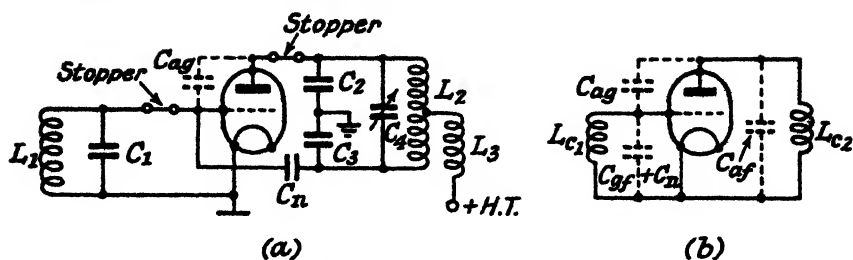 Stopper
Stopper
Cag
C2
L2
L1
C1
C3
C4
L3
Cn
+H.T.
(a)
Cag
Lc1
Cgf+Cn
Caf
Lc2
(b)